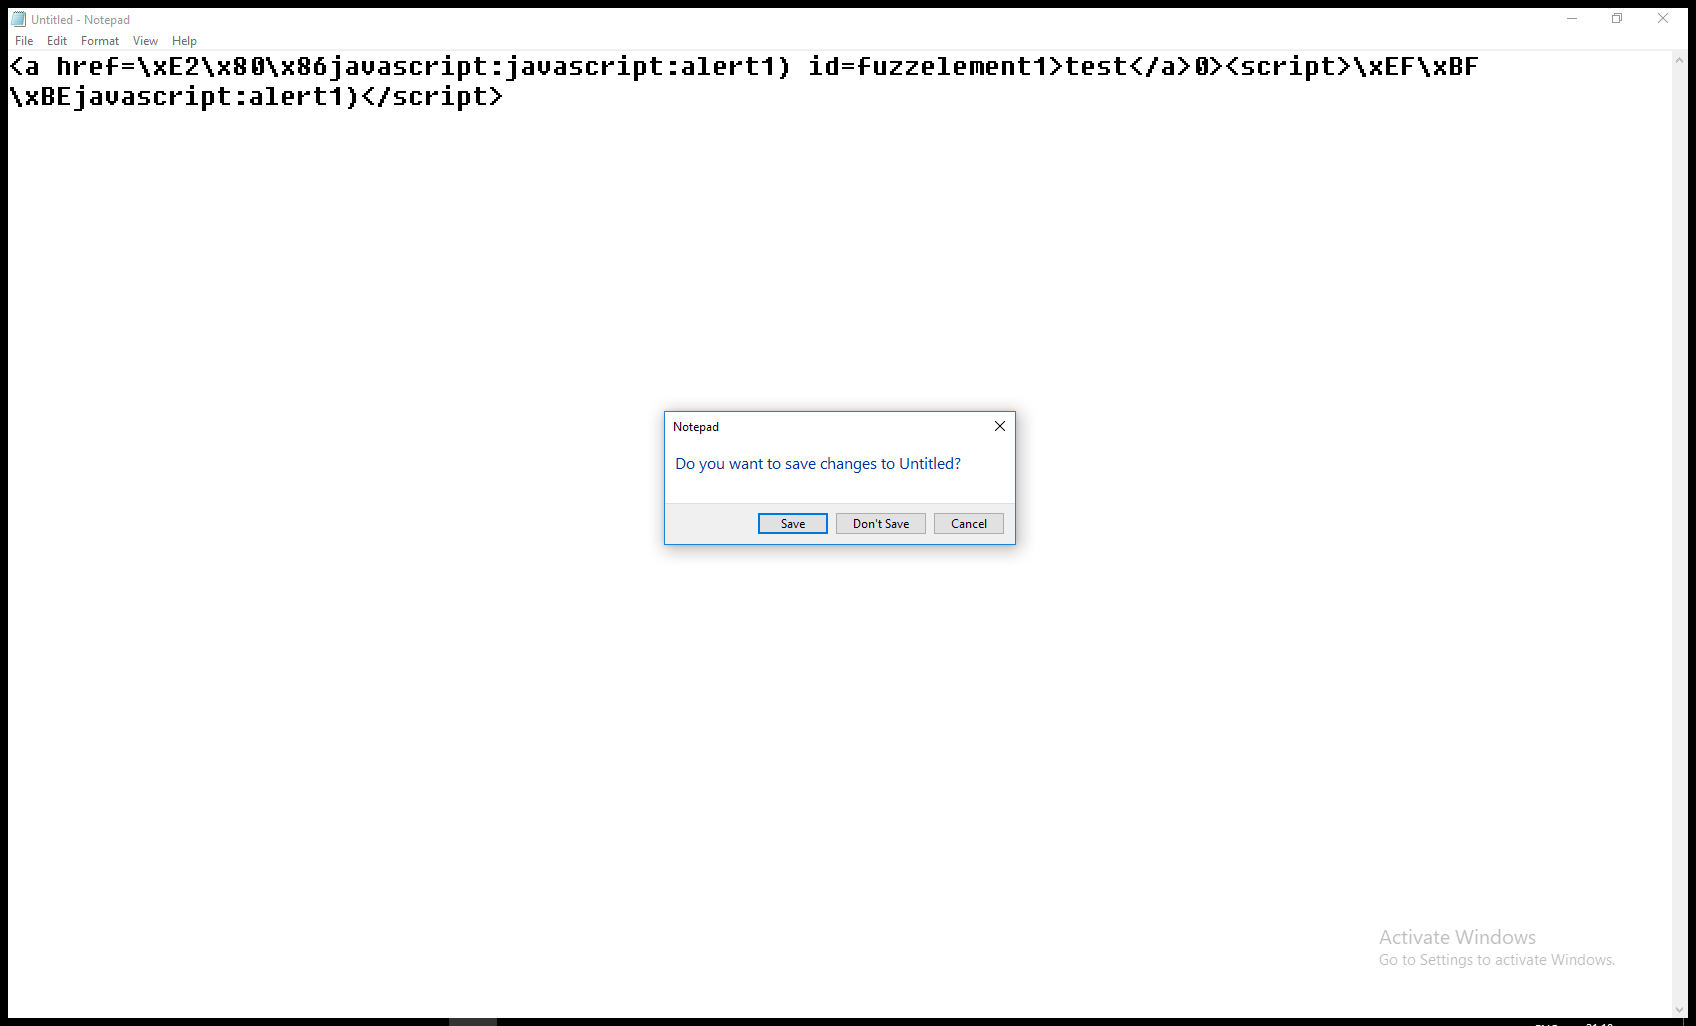 Untitled - Notepad
File Edit Format View Help
<a href=\xE2\x80\x86javascript:javascript:alert1) id=fuzzelement1>test</a>0><script>\xEF\xBF
\xBEjavascript:alert1)</script>
Notepad
Do you want to save changes to Untitled?
Save Don't Save Cancel
Activate Windows
Go to Settings to activate Windows.